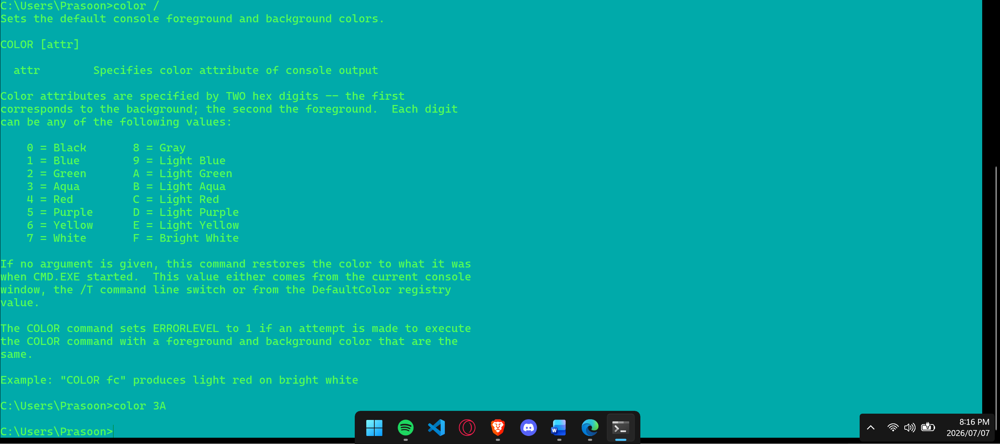 C:\Users\Prasoon>color /
Sets the default console foreground and background colors.
COLOR [attr]
  attr        Specifies color attribute of console output
Color attributes are specified by TWO hex digits -- the first
corresponds to the background; the second the foreground.  Each digit
can be any of the following values:
    0 = Black       8 = Gray
    1 = Blue        9 = Light Blue
    2 = Green       A = Light Green
    3 = Aqua        B = Light Aqua
    4 = Red         C = Light Red
    5 = Purple      D = Light Purple
    6 = Yellow      E = Light Yellow
    7 = White       F = Bright White
If no argument is given, this command restores the color to what it was
when CMD.EXE started.  This value either comes from the current console
window, the /T command line switch or from the DefaultColor registry
value.
The COLOR command sets ERRORLEVEL to 1 if an attempt is made to execute
the COLOR command with a foreground and background color that are the
same.
Example: "COLOR fc" produces light red on bright white
C:\Users\Prasoon>color 3A
C:\Users\Prasoon>
W
8:16 PM
2026/07/07